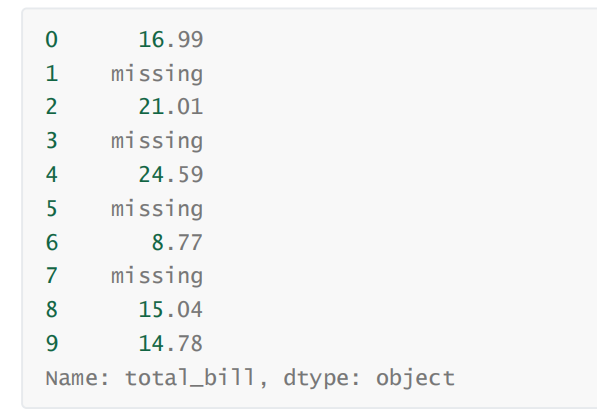 0      16.99
1    missing
2      21.01
3    missing
4      24.59
5    missing
6       8.77
7    missing
8      15.04
9      14.78
Name: total_bill, dtype: object